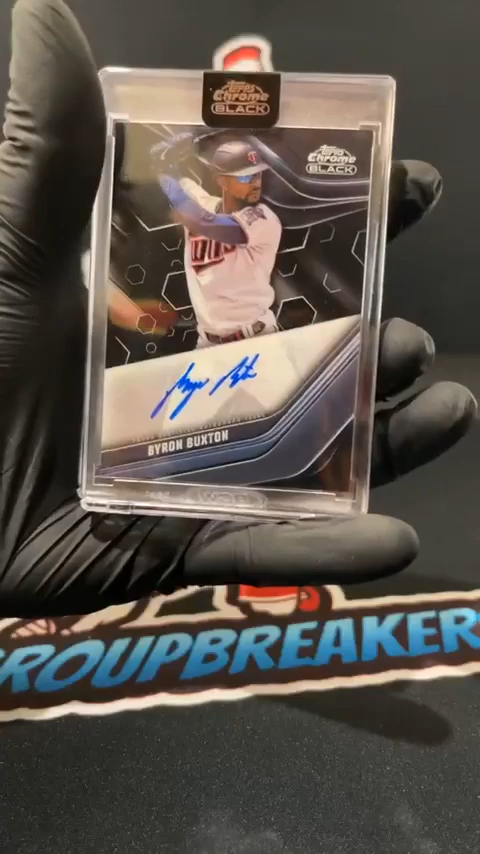 Topps
Chrome
BLACK
Topps
Chrome
BLACK
BYRON BUXTON
GROUPBREAKER